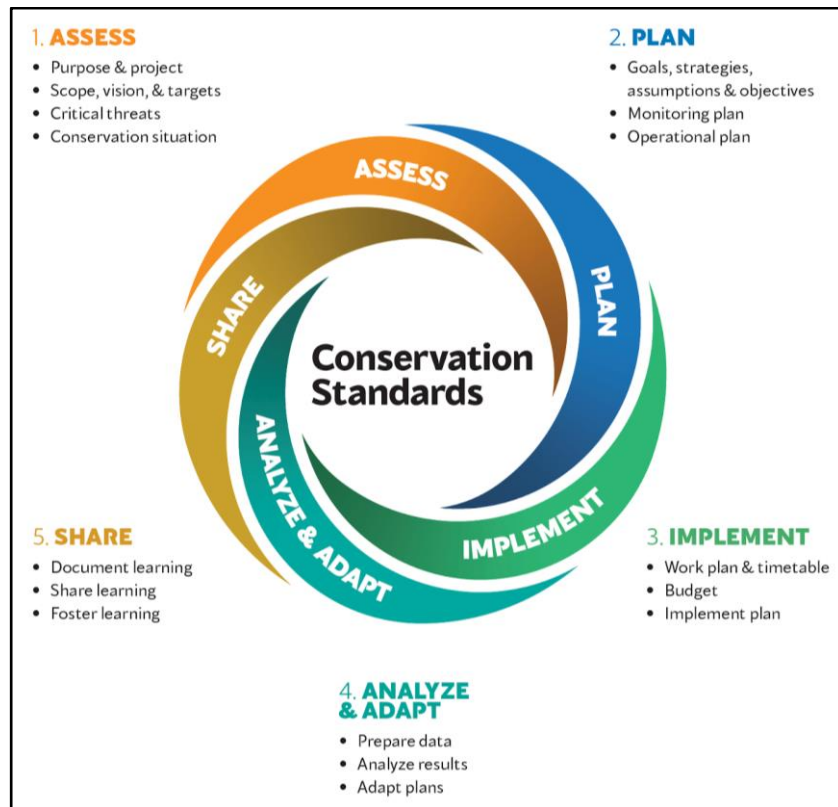 1. ASSESS
• Purpose & project
• Scope, vision, & targets
• Critical threats
• Conservation situation
2. PLAN
• Goals, strategies,
assumptions & objectives
• Monitoring plan
• Operational plan
ASSESS
PLAN
SHARE
Conservation
Standards
ANALYZE & ADAPT
IMPLEMENT
5. SHARE
• Document learning
• Share learning
• Foster learning
3. IMPLEMENT
• Work plan & timetable
• Budget
• Implement plan
4. ANALYZE
& ADAPT
• Prepare data
• Analyze results
• Adapt plans